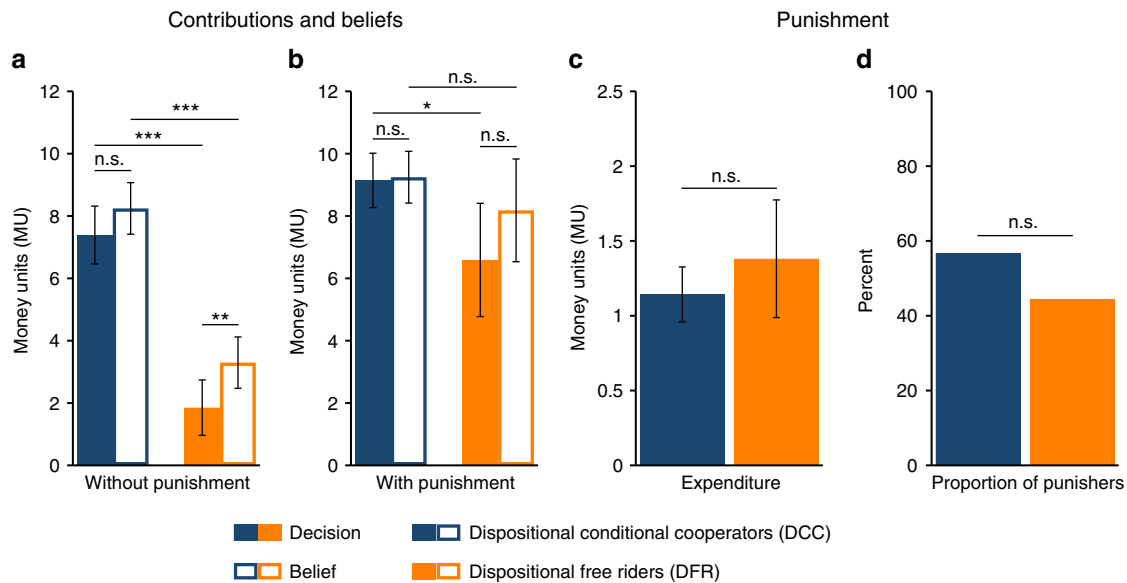 Contributions and beliefs
Punishment
a
b
c
d
Money units (MU)
12
10
8
6
4
2
0
***
***
n.s.
**
Without punishment
Money units (MU)
12
10
8
6
4
2
0
n.s.
*
n.s.
n.s.
With punishment
Money units (MU)
2.5
2
1.5
1
0.5
0
n.s.
Expenditure
Percent
100
80
60
40
20
0
n.s.
Proportion of punishers
Decision
Dispositional conditional cooperators (DCC)
Belief
Dispositional free riders (DFR)